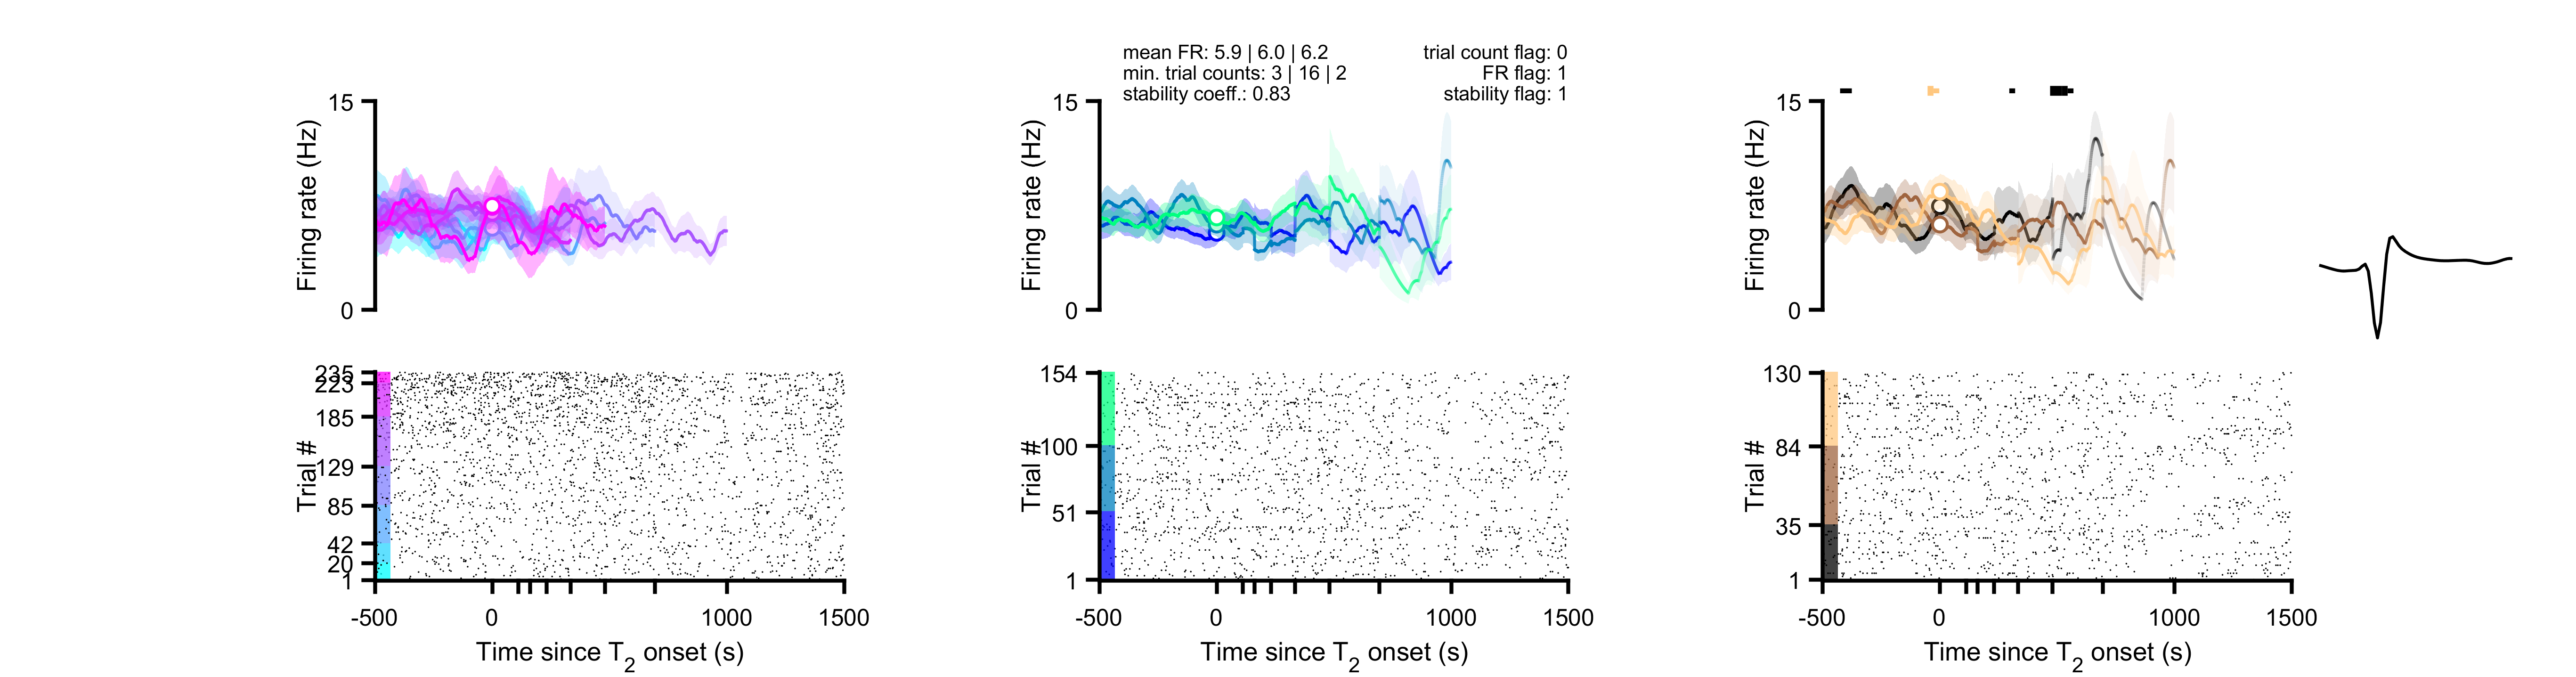 mean FR: 5.9 | 6.0 | 6.2
min. trial counts: 3 | 16 | 2
stability coeff.: 0.83
trial count flag: 0
FR flag: 1
stability flag: 1
15
Firing rate (Hz)
0
235
223
185
129
85
42
20
1
Trial #
-500
0
1000
1500
Time since T2 onset (s)
15
Firing rate (Hz)
0
154
100
51
1
Trial #
-500
0
1000
1500
Time since T2 onset (s)
15
Firing rate (Hz)
0
130
84
35
1
Trial #
-500
0
1000
1500
Time since T2 onset (s)